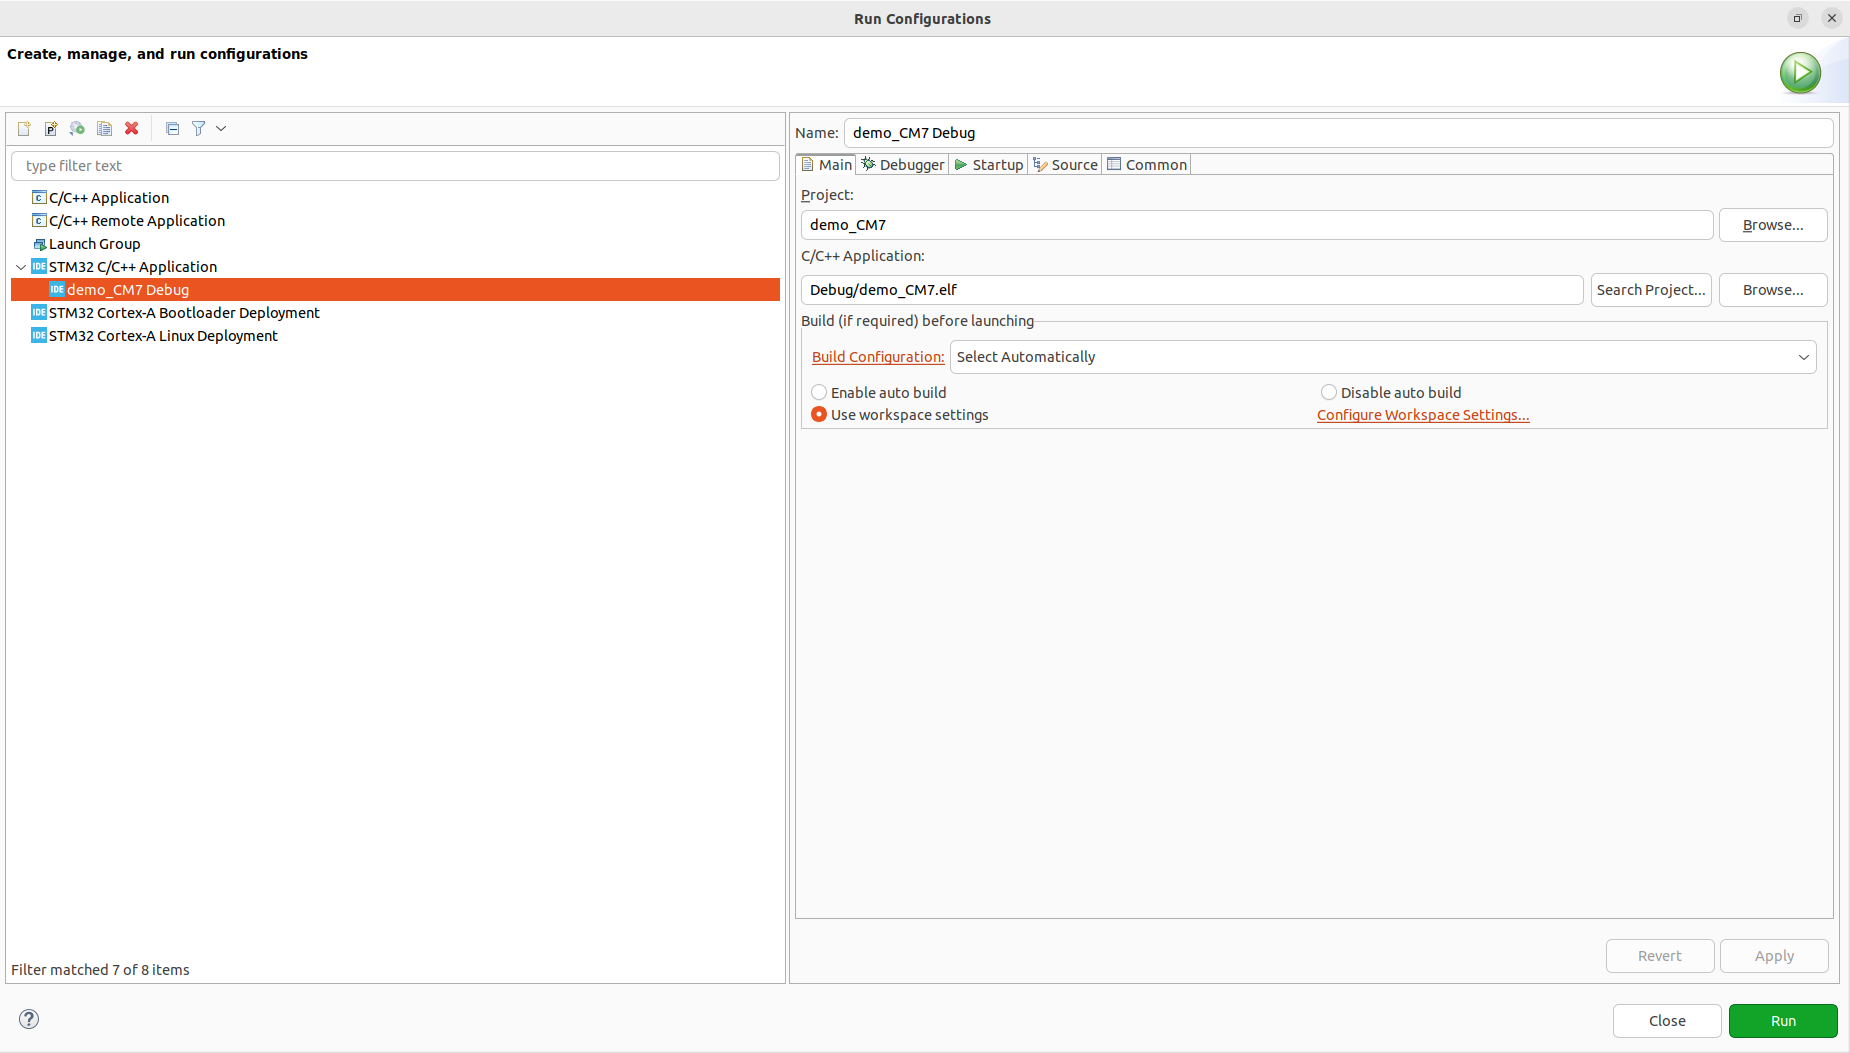 Run Configurations
Create, manage, and run configurations
type filter text
C/C++ Application
C/C++ Remote Application
Launch Group
IDE STM32 C/C++ Application
IDE demo_CM7 Debug
IDE STM32 Cortex-A Bootloader Deployment
IDE STM32 Cortex-A Linux Deployment
Filter matched 7 of 8 items
Name: demo_CM7 Debug
Main Debugger Startup Source Common
Project:
demo_CM7 Browse...
C/C++ Application:
Debug/demo_CM7.elf Search Project... Browse...
Build (if required) before launching
Build Configuration: Select Automatically
Enable auto build Disable auto build
Use workspace settings Configure Workspace Settings...
Revert Apply
Close Run